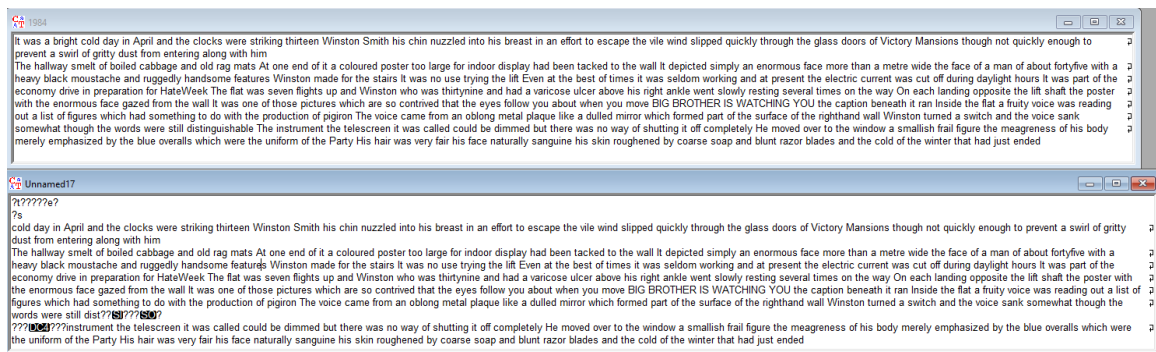 1984
It was a bright cold day in April and the clocks were striking thirteen Winston Smith his chin nuzzled into his breast in an effort to escape the vile wind slipped quickly through the glass doors of Victory Mansions though not quickly enough to
prevent a swirl of gritty dust from entering along with him
The hallway smelt of boiled cabbage and old rag mats At one end of it a coloured poster too large for indoor display had been tacked to the wall It depicted simply an enormous face more than a metre wide the face of a man of about fortyfive with a
heavy black moustache and ruggedly handsome features Winston made for the stairs It was no use trying the lift Even at the best of times it was seldom working and at present the electric current was cut off during daylight hours It was part of the
economy drive in preparation for HateWeek The flat was seven flights up and Winston who was thirtynine and had a varicose ulcer above his right ankle went slowly resting several times on the way On each landing opposite the lift shaft the poster
with the enormous face gazed from the wall It was one of those pictures which are so contrived that the eyes follow you about when you move BIG BROTHER IS WATCHING YOU the caption beneath it ran Inside the flat a fruity voice was reading
out a list of figures which had something to do with the production of pigiron The voice came from an oblong metal plaque like a dulled mirror which formed part of the surface of the righthand wall Winston turned a switch and the voice sank
somewhat though the words were still distinguishable The instrument the telescreen it was called could be dimmed but there was no way of shutting it off completely He moved over to the window a smallish frail figure the meagreness of his body
merely emphasized by the blue overalls which were the uniform of the Party His hair was very fair his face naturally sanguine his skin roughened by coarse soap and blunt razor blades and the cold of the winter that had just ended
Unnamed17
?t?????e?
?s
cold day in April and the clocks were striking thirteen Winston Smith his chin nuzzled into his breast in an effort to escape the vile wind slipped quickly through the glass doors of Victory Mansions though not quickly enough to prevent a swirl of gritty
dust from entering along with him
The hallway smelt of boiled cabbage and old rag mats At one end of it a coloured poster too large for indoor display had been tacked to the wall It depicted simply an enormous face more than a metre wide the face of a man of about fortyfive with a
heavy black moustache and ruggedly handsome features Winston made for the stairs It was no use trying the lift Even at the best of times it was seldom working and at present the electric current was cut off during daylight hours It was part of the
economy drive in preparation for HateWeek The flat was seven flights up and Winston who was thirtynine and had a varicose ulcer above his right ankle went slowly resting several times on the way On each landing opposite the lift shaft the poster with
the enormous face gazed from the wall It was one of those pictures which are so contrived that the eyes follow you about when you move BIG BROTHER IS WATCHING YOU the caption beneath it ran Inside the flat a fruity voice was reading out a list of
figures which had something to do with the production of pigiron The voice came from an oblong metal plaque like a dulled mirror which formed part of the surface of the righthand wall Winston turned a switch and the voice sank somewhat though the
words were still dist??SI???SO?
???DC4???instrument the telescreen it was called could be dimmed but there was no way of shutting it off completely He moved over to the window a smallish frail figure the meagreness of his body merely emphasized by the blue overalls which were
the uniform of the Party His hair was very fair his face naturally sanguine his skin roughened by coarse soap and blunt razor blades and the cold of the winter that had just ended